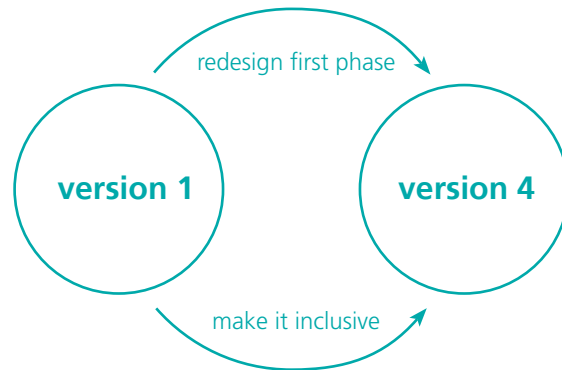 redesign first phase
version 1
version 4
make it inclusive